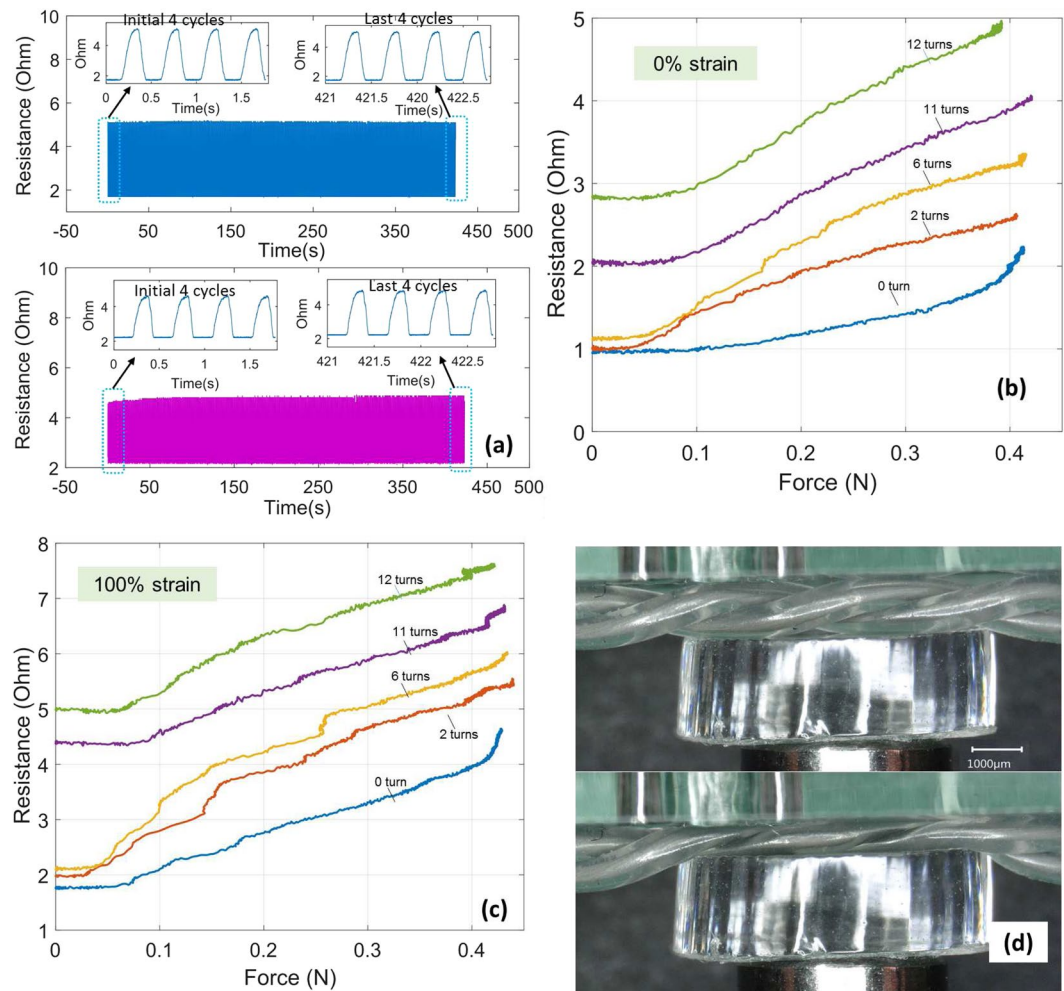 Resistance (Ohm)
10
8
6
4
2
-50
50
150
250
350
450
500
Time(s)
Initial 4 cycles
Ohm
4
2
0
0.5
1
1.5
Time(s)
Last 4 cycles
Ohm
4
2
421
421.5
420
422.5
Time(s)
Resistance (Ohm)
10
8
6
4
2
-50
50
150
250
350
450
500
Time(s)
Initial 4 cycles
Ohm
4
2
0
0.5
1
1.5
Time(s)
Last 4 cycles
Ohm
4
2
421
421.5
422
422.5
Time(s)
(a)
Resistance (Ohm)
5
4
3
2
1
0
0.1
0.2
0.3
0.4
Force (N)
0% strain
12 turns
11 turns
6 turns
2 turns
0 turn
(b)
Resistance (Ohm)
8
7
6
5
4
3
2
1
0
0.1
0.2
0.3
0.4
Force (N)
100% strain
12 turns
11 turns
6 turns
2 turns
0 turn
(c)
1000µm
(d)